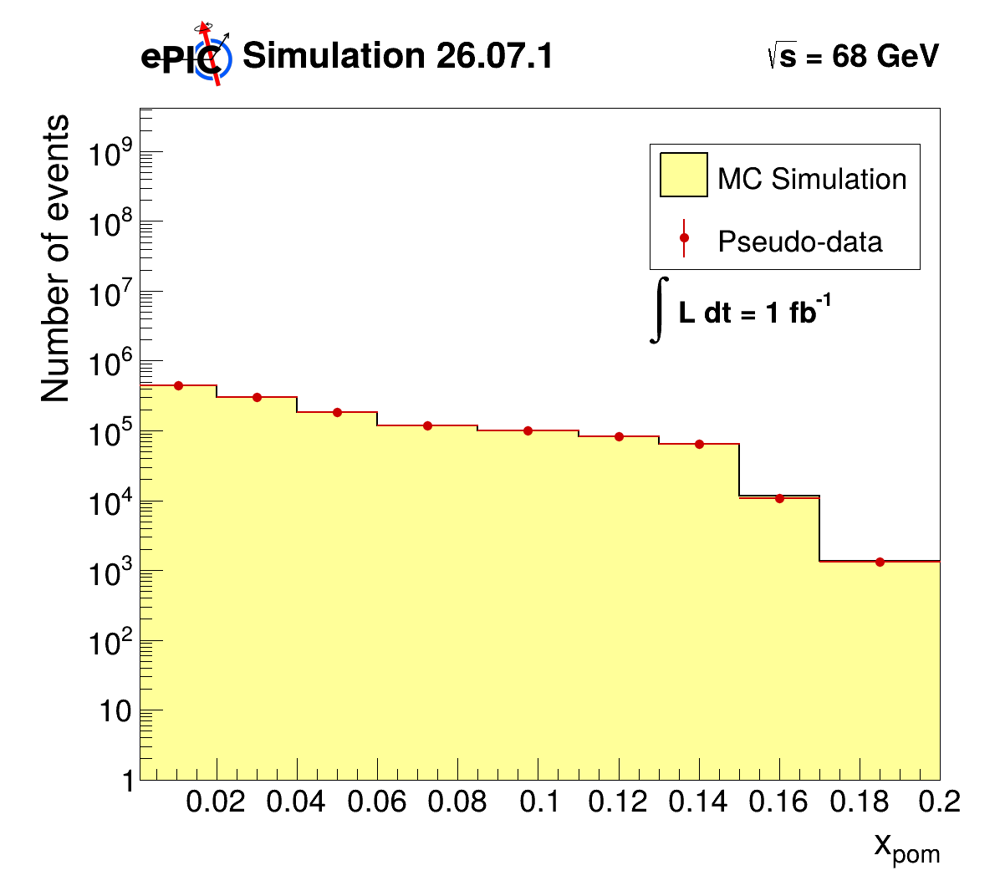 ePIC Simulation 26.07.1
√s = 68 GeV
Number of events
10⁹
10⁸
10⁷
10⁶
10⁵
10⁴
10³
10²
10
1
MC Simulation
Pseudo-data
∫ L dt = 1 fb⁻¹
0.02 0.04 0.06 0.08 0.1 0.12 0.14 0.16 0.18 0.2
x_pom